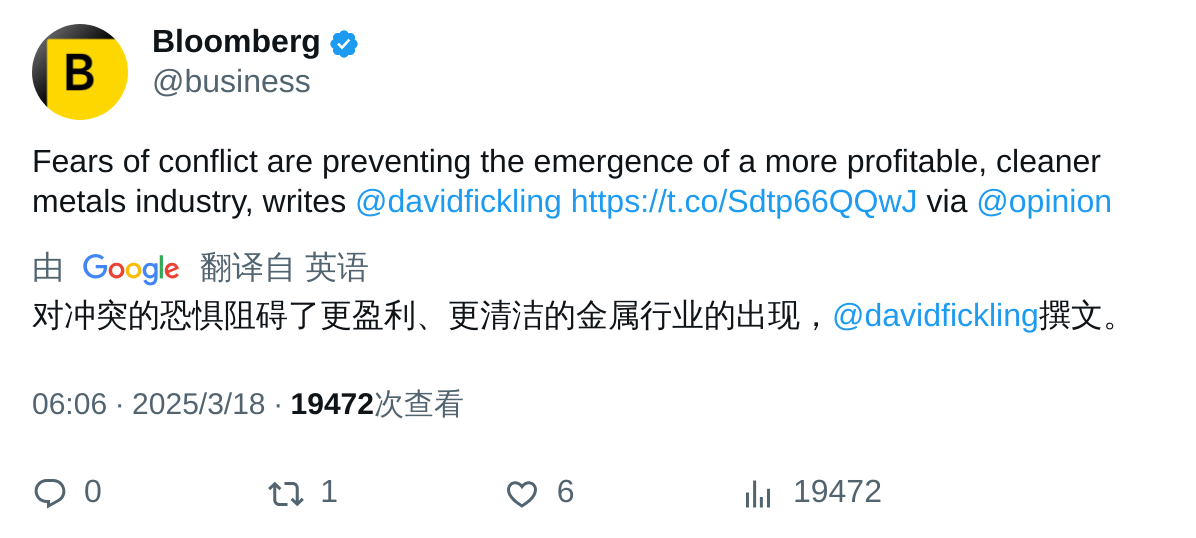 B
Bloomberg
@business
Fears of conflict are preventing the emergence of a more profitable, cleaner
metals industry, writes @davidfickling https://t.co/Sdtp66QQwJ via @opinion
由 Google 翻译自 英语
对冲突的恐惧阻碍了更盈利、更清洁的金属行业的出现，@davidfickling撰文。
06:06 · 2025/3/18 · 19472次查看
0 1 6 19472